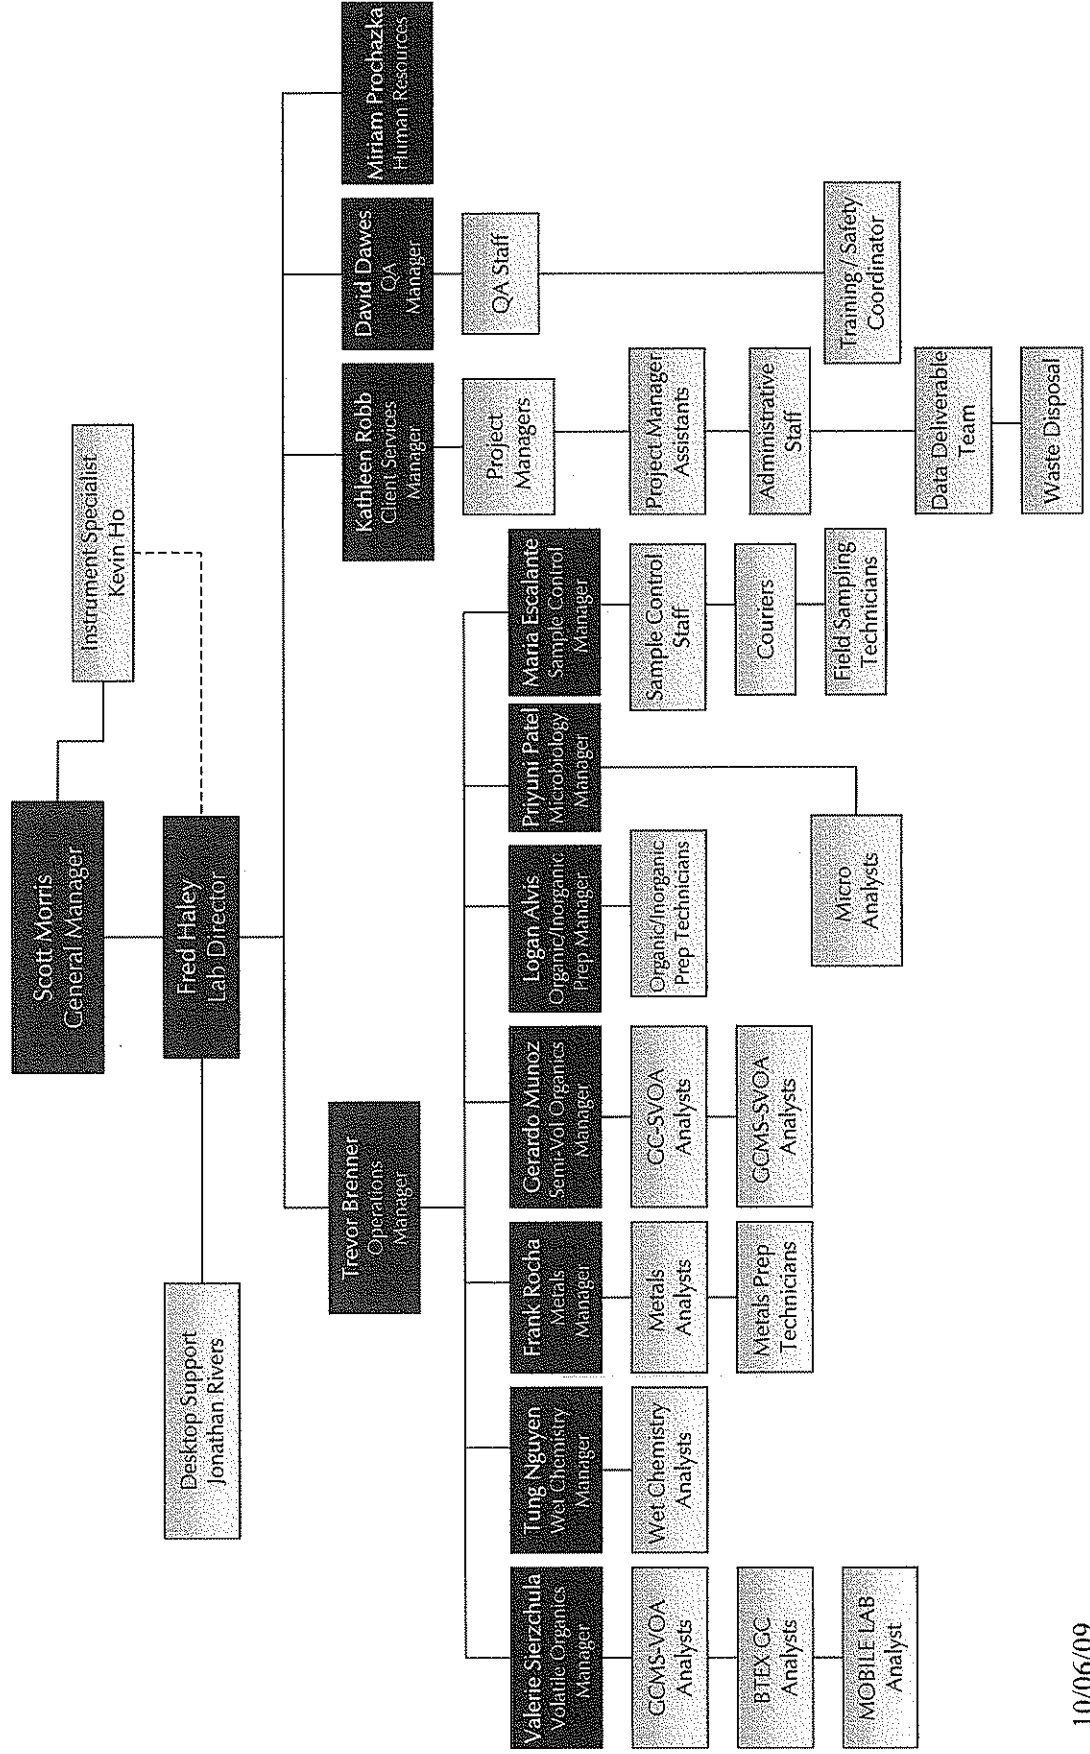 Scott Morris
General Manager
Instrument Specialist
Kevin Ho
Desktop Support
Jonathan Rivers
Fred Haley
Lab Director
Trevor Brenner
Operations
Manager
Kathleen Robb
Client Services
Manager
David Dawes
QA
Manager
Miriam Prochazka
Human Resources
Valerie Sierzchula
Volatile Organics
Manager
Tung Nguyen
Wet Chemistry
Manager
Frank Rocha
Metals
Manager
Gerardo Munoz
Semi-Vol Organics
Manager
Logan Alvis
Organic/Inorganic
Prep Manager
Priyuni Patel
Microbiology
Manager
Maria Escalante
Sample Control
Manager
Project
Managers
QA Staff
GCMS-VOA
Analysts
Wet Chemistry
Analysts
Metals
Analysts
GC-SVOA
Analysts
Organic/Inorganic
Prep Technicians
Sample Control
Staff
Project Manager
Assistants
BTEX GC
Analysts
Metals Prep
Technicians
GCMS-SVOA
Analysts
Couriers
Administrative
Staff
MOBILE LAB
Analyst
Micro
Analysts
Field Sampling
Technicians
Training / Safety
Coordinator
Data Deliverable
Team
Waste Disposal
10/06/09